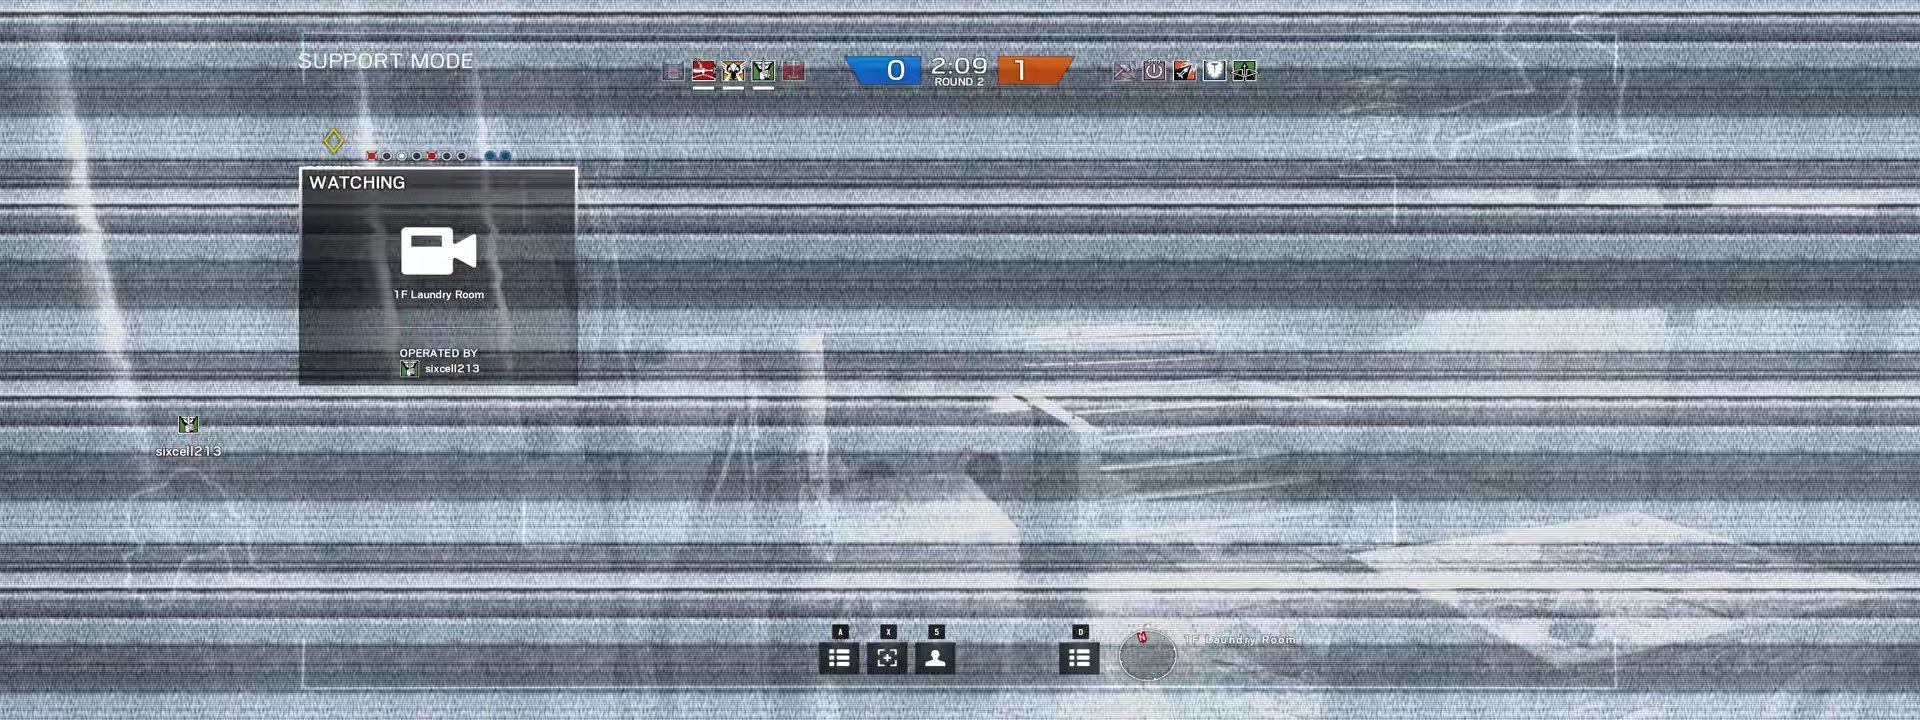 SUPPORT MODE
0 2:09 1
ROUND 2
WATCHING
1F Laundry Room
OPERATED BY
sixcell213
sixcell213
A X 5 D
N
1F Laundry Room